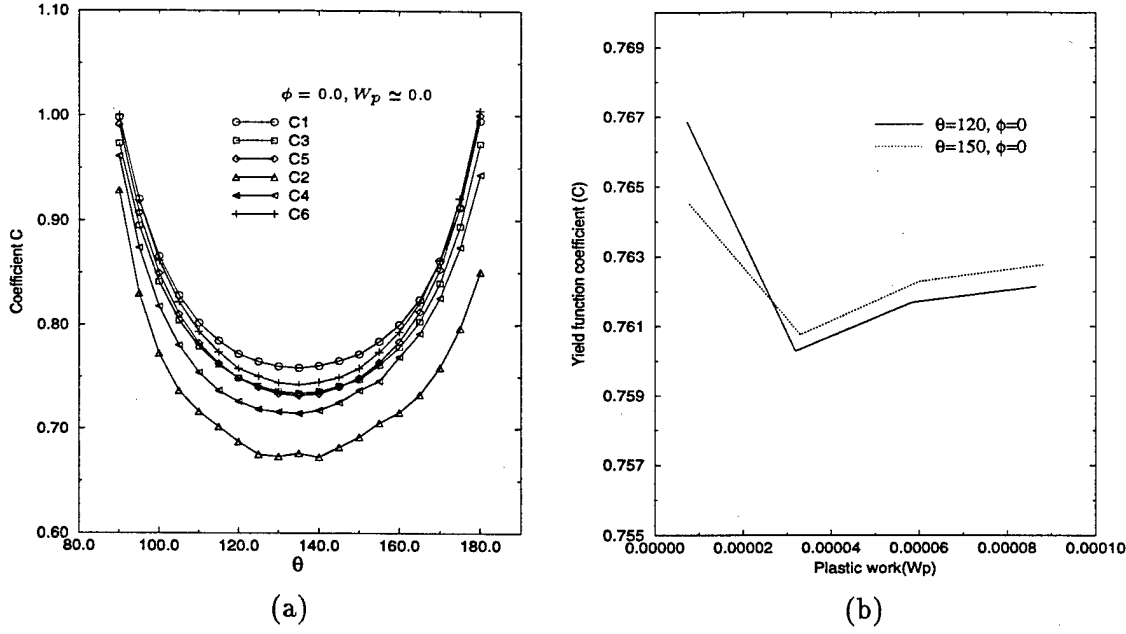 1.10
1.00
0.90
0.80
0.70
0.60
Coefficient C
ϕ = 0.0, Wp ≃ 0.0
C1
C3
C5
C2
C4
C6
80.0 100.0 120.0 140.0 160.0 180.0
θ
(a)
0.769
0.767
0.765
0.763
0.761
0.759
0.757
0.755
Yield function coefficient (C)
θ=120, ϕ=0
θ=150, ϕ=0
0.00000 0.00002 0.00004 0.00006 0.00008 0.00010
Plastic work(Wp)
(b)